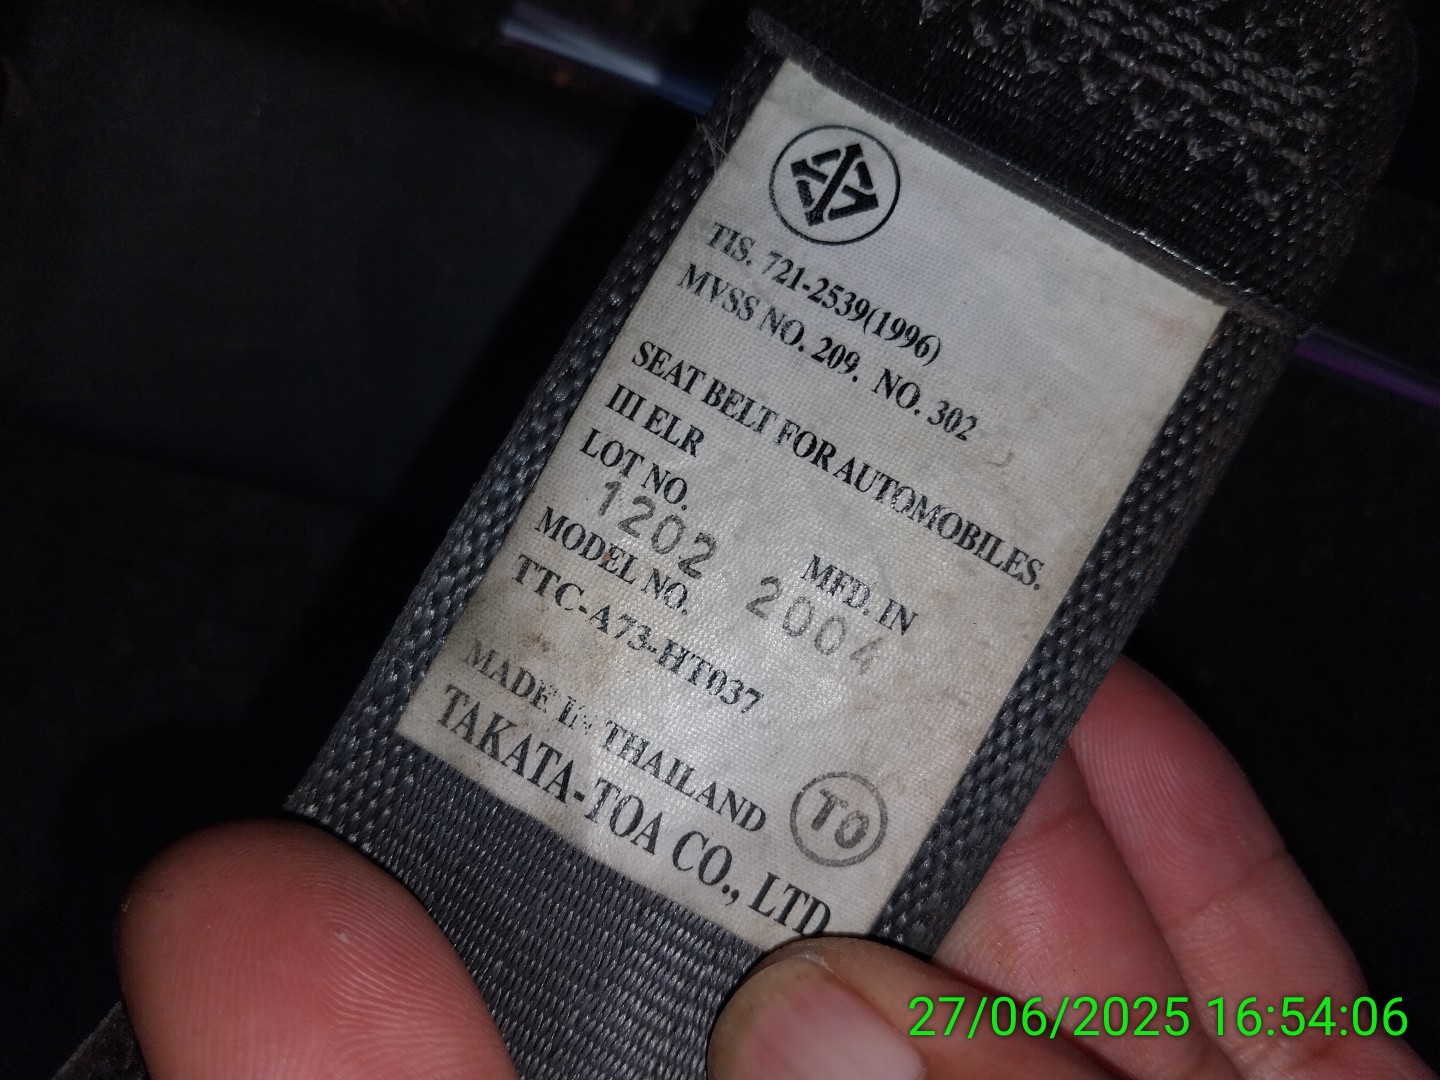 TIS. 721-2539(1996)
MVSS NO. 209. NO. 302
SEAT BELT FOR AUTOMOBILES.
III ELR
LOT NO. MFD. IN
1202 2004
MODEL NO.
TTC-A73-HT037
MADE IN THAILAND TO
TAKATA-TOA CO., LTD
27/06/2025 16:54:06